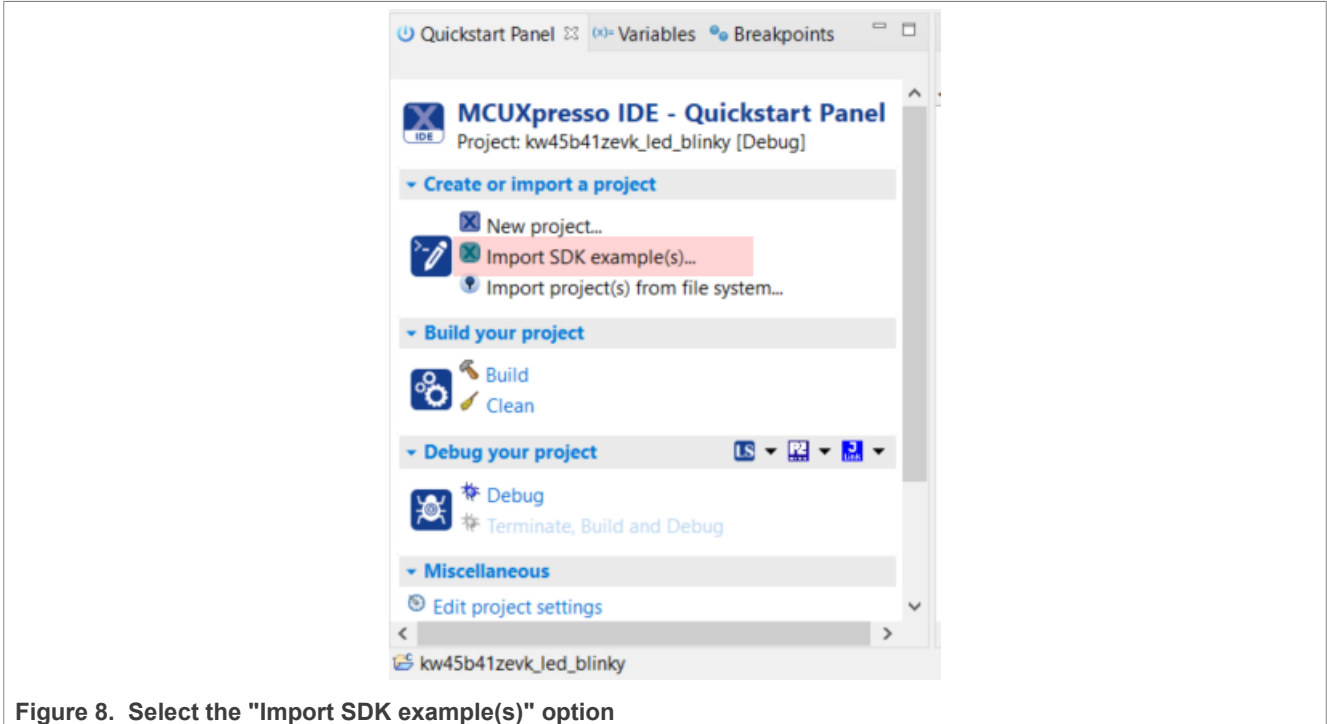 Quickstart Panel (x)= Variables Breakpoints
MCUXpresso IDE - Quickstart Panel
IDE
Project: kw45b41zevk_led_blinky [Debug]
Create or import a project
New project...
Import SDK example(s)...
Import project(s) from file system...
Build your project
Build
Clean
Debug your project LS
Debug
Terminate, Build and Debug
Miscellaneous
Edit project settings
kw45b41zevk_led_blinky
Figure 8. Select the "Import SDK example(s)" option